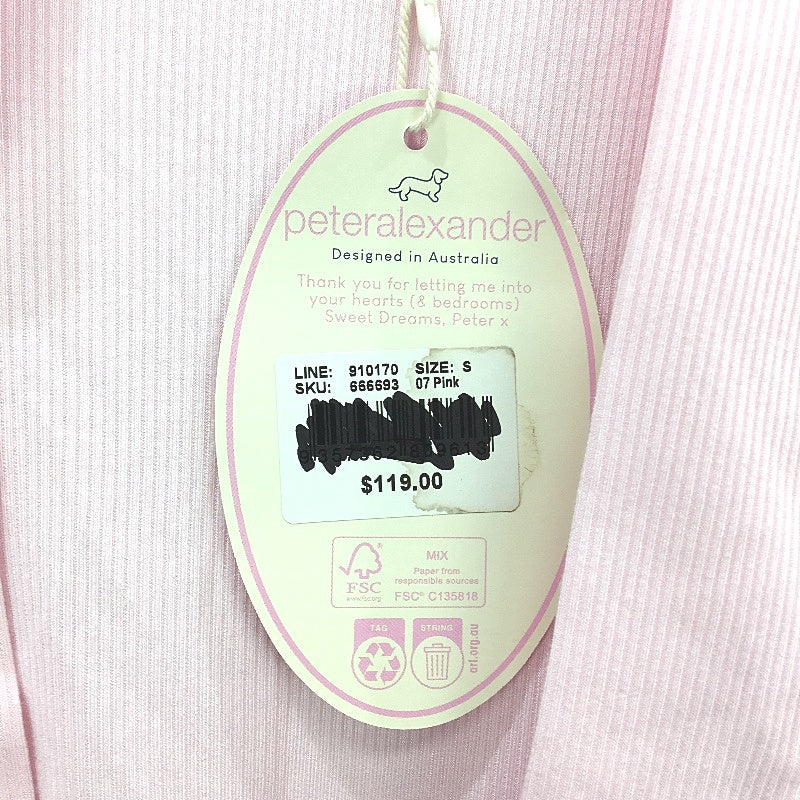 peteralexander
Designed in Australia
Thank you for letting me into
your hearts (& bedrooms)
Sweet Dreams, Peter x
LINE: 910170 SIZE: S
SKU: 666693 07 Pink
$119.00
FSC
www.fsc.org
MIX
Paper from
responsible sources
FSC® C135818
TAG
STRING
arl.org.au